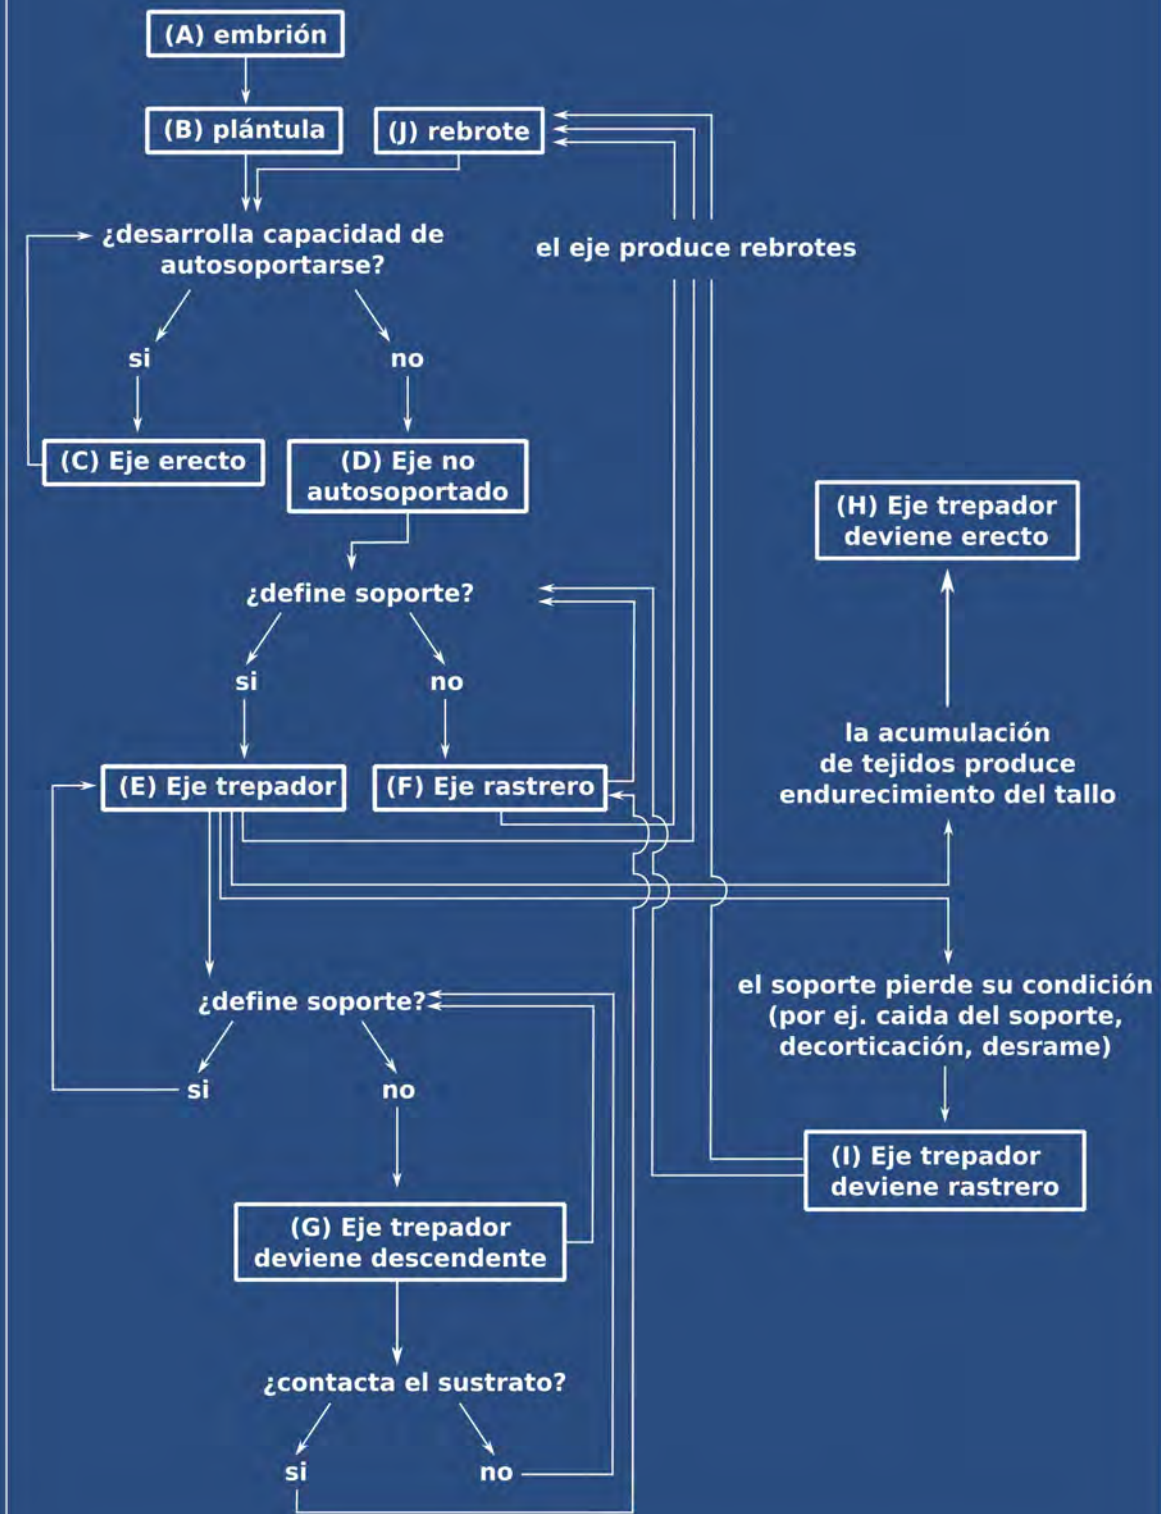 (A) embrión
(B) plántula
(J) rebrote
¿desarrolla capacidad de
autosoportarse?
el eje produce rebrotes
si
no
(C) Eje erecto
(D) Eje no
autosoportado
(H) Eje trepador
deviene erecto
¿define soporte?
si
no
la acumulación
de tejidos produce
endurecimiento del tallo
(E) Eje trepador
(F) Eje rastrero
¿define soporte?
el soporte pierde su condición
(por ej. caida del soporte,
decorticación, desrame)
si
no
(I) Eje trepador
deviene rastrero
(G) Eje trepador
deviene descendente
¿contacta el sustrato?
si
no